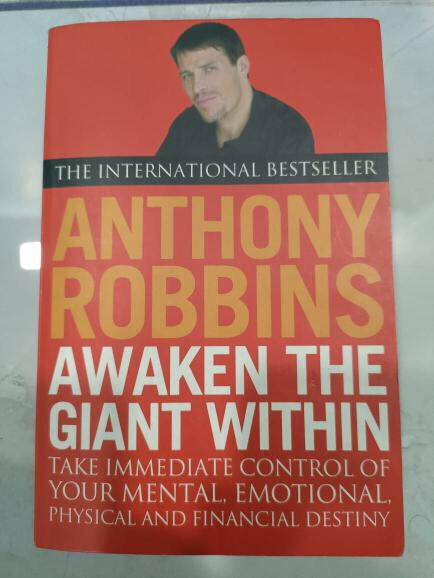 THE INTERNATIONAL BESTSELLER
ANTHONY
ROBBINS
AWAKEN THE
GIANT WITHIN
TAKE IMMEDIATE CONTROL OF
YOUR MENTAL, EMOTIONAL,
PHYSICAL AND FINANCIAL DESTINY